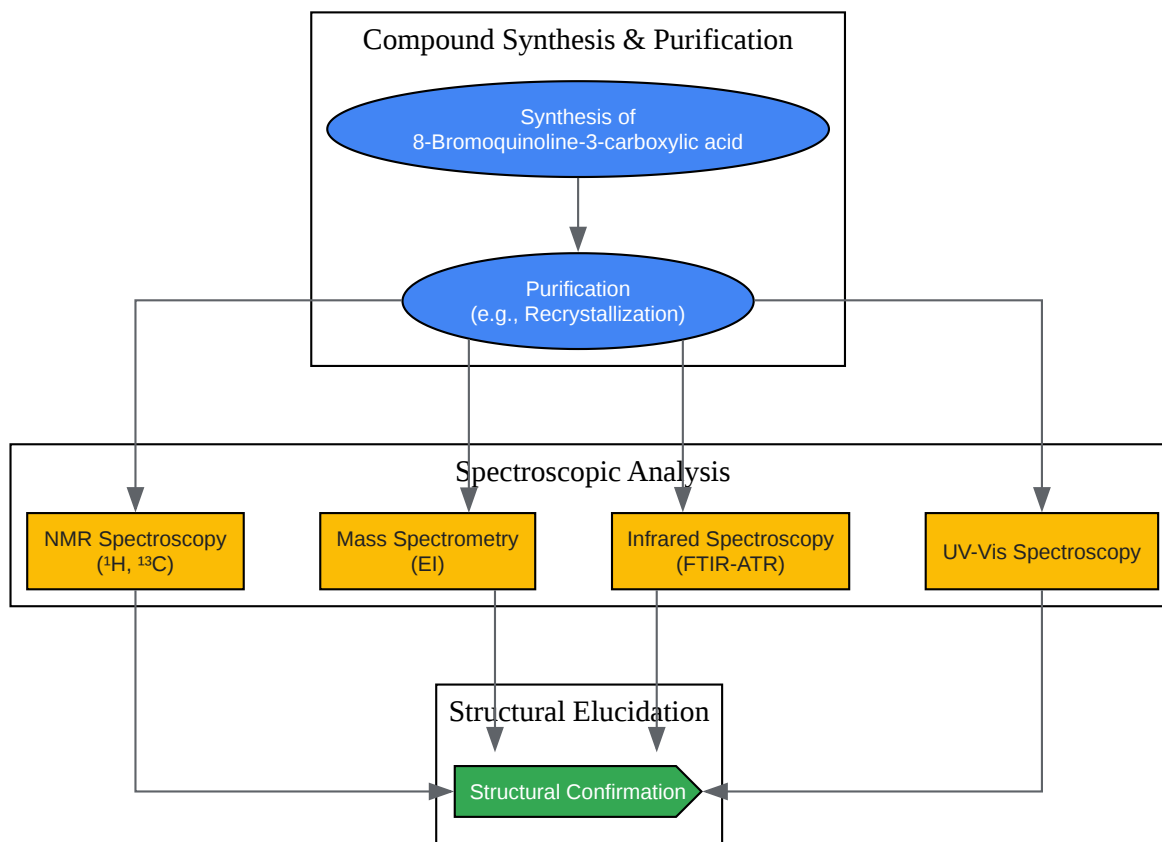 Compound Synthesis & Purification
Synthesis of
8-Bromoquinoline-3-carboxylic acid
Purification
(e.g., Recrystallization)
Spectroscopic Analysis
NMR Spectroscopy
(¹H, ¹³C)
Mass Spectrometry
(EI)
Infrared Spectroscopy
(FTIR-ATR)
UV-Vis Spectroscopy
Structural Elucidation
Structural Confirmation